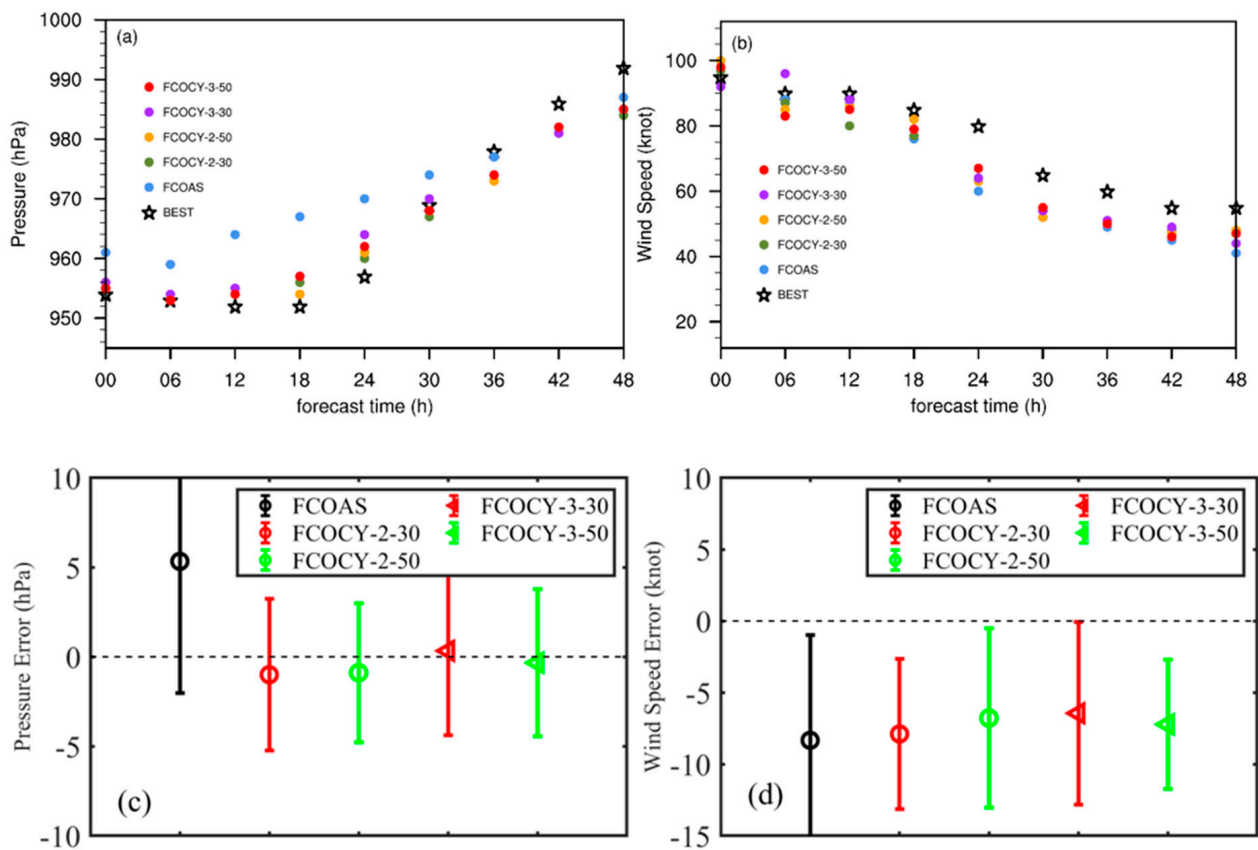 (a)
Pressure (hPa)
1000
990
980
970
960
950
FCOCY-3-50
FCOCY-3-30
FCOCY-2-50
FCOCY-2-30
FCOAS
BEST
00 06 12 18 24 30 36 42 48
forecast time (h)
(b)
Wind Speed (knot)
100
80
60
40
20
FCOCY-3-50
FCOCY-3-30
FCOCY-2-50
FCOCY-2-30
FCOAS
BEST
00 06 12 18 24 30 36 42 48
forecast time (h)
Pressure Error (hPa)
10
5
0
-5
-10
FCOAS FCOCY-3-30
FCOCY-2-30 FCOCY-3-50
FCOCY-2-50
(c)
Wind Speed Error (knot)
10
5
0
-5
-10
-15
FCOAS FCOCY-3-30
FCOCY-2-30 FCOCY-3-50
FCOCY-2-50
(d)